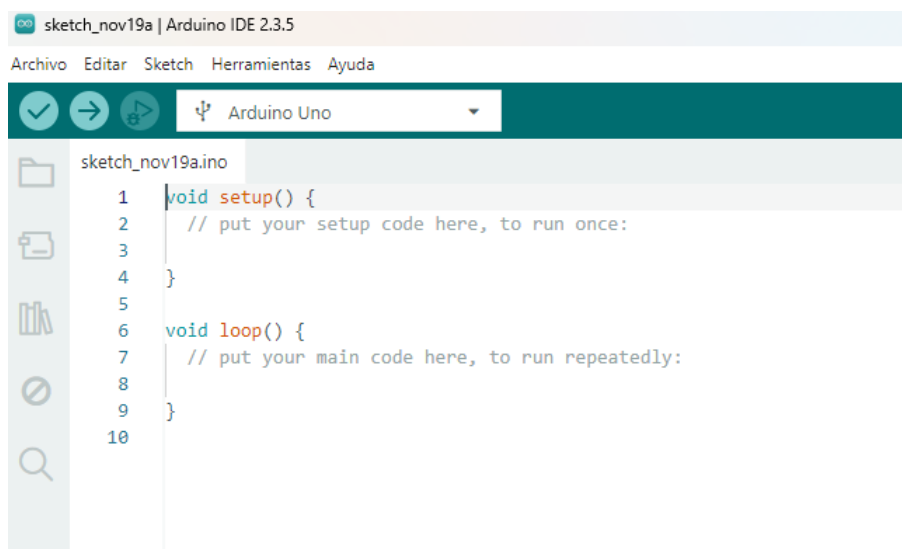 sketch_nov19a | Arduino IDE 2.3.5
Archivo Editar Sketch Herramientas Ayuda
Arduino Uno
sketch_nov19a.ino
1 void setup() {
2 // put your setup code here, to run once:
3
4 }
5
6 void loop() {
7 // put your main code here, to run repeatedly:
8
9 }
10